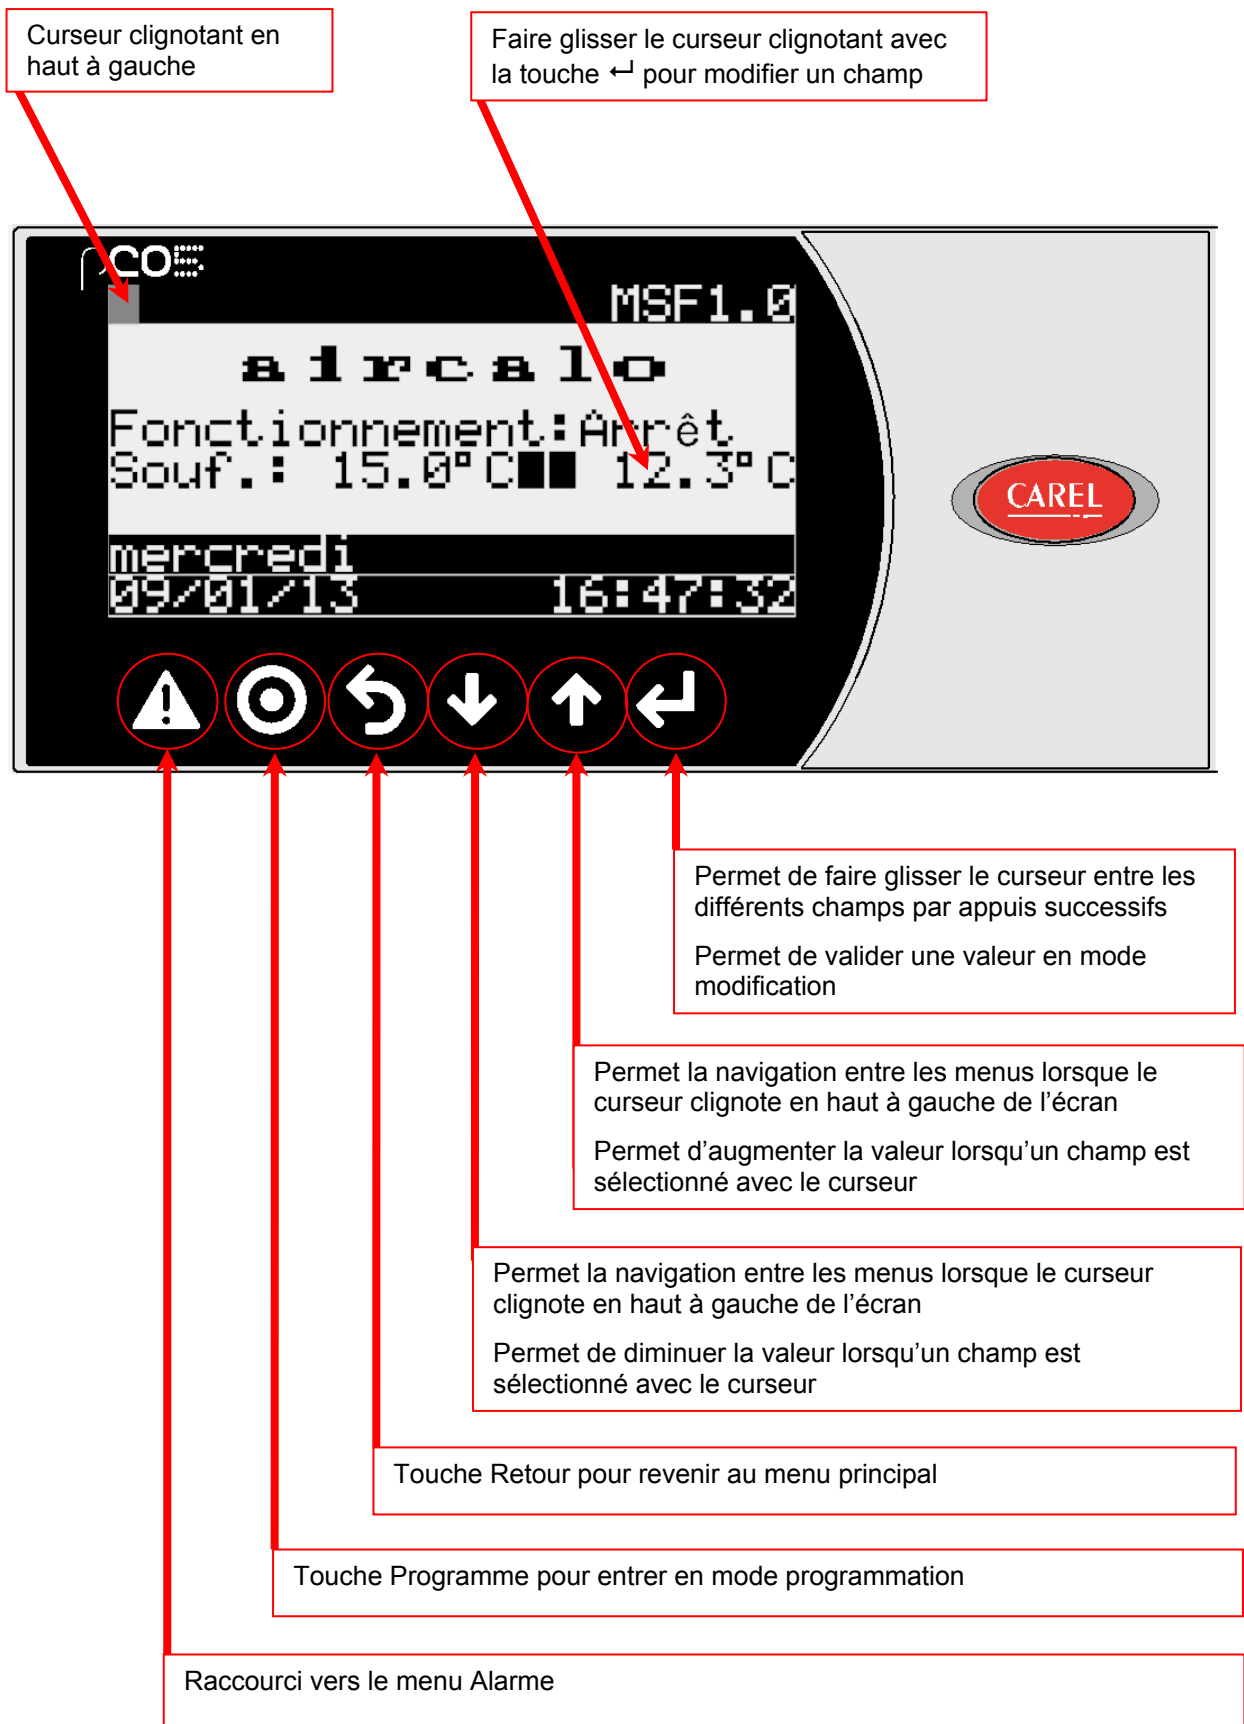 Curseur clignotant en
haut à gauche
Faire glisser le curseur clignotant avec
la touche ↵ pour modifier un champ
pCO5
MSF1.0
aircalo
Fonctionnement:Arrêt
Souf.: 15.0°C 12.3°C
mercredi
09/01/13 16:47:32
CAREL
Permet de faire glisser le curseur entre les
différents champs par appuis successifs
Permet de valider une valeur en mode
modification
Permet la navigation entre les menus lorsque le
curseur clignote en haut à gauche de l’écran
Permet d’augmenter la valeur lorsqu’un champ est
sélectionné avec le curseur
Permet la navigation entre les menus lorsque le curseur
clignote en haut à gauche de l’écran
Permet de diminuer la valeur lorsqu’un champ est
sélectionné avec le curseur
Touche Retour pour revenir au menu principal
Touche Programme pour entrer en mode programmation
Raccourci vers le menu Alarme